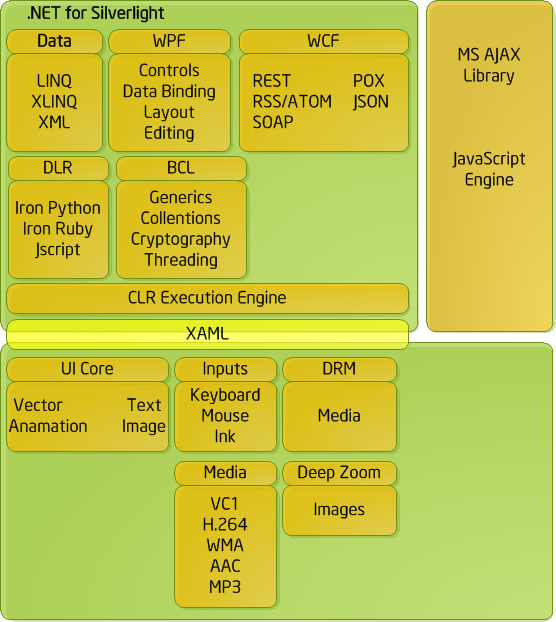 .NET for Silverlight
Data
WPF
WCF
LINQ
XLINQ
XML
Controls
Data Binding
Layout
Editing
REST
POX
RSS/ATOM
JSON
SOAP
MS AJAX
Library
JavaScript
Engine
DLR
BCL
Iron Python
Iron Ruby
Jscript
Generics
Collentions
Cryptography
Threading
CLR Execution Engine
XAML
UI Core
Inputs
DRM
Vector
Text
Anamation
Image
Keyboard
Mouse
Ink
Media
Media
Deep Zoom
VC1
H.264
WMA
AAC
MP3
Images